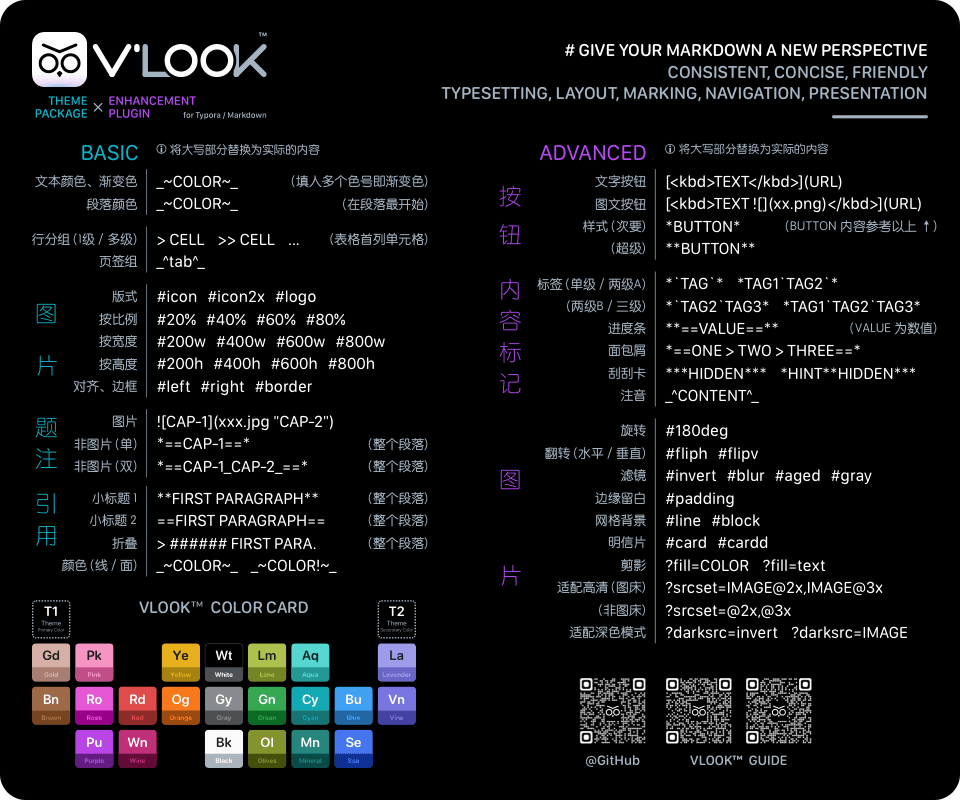 V'LOOK™
THEME PACKAGE × ENHANCEMENT PLUGIN
for Typora / Markdown
# GIVE YOUR MARKDOWN A NEW PERSPECTIVE
CONSISTENT, CONCISE, FRIENDLY
TYPESETTING, LAYOUT, MARKING, NAVIGATION, PRESENTATION
BASIC ⓘ 将大写部分替换为实际的内容
文本颜色、渐变色 _~COLOR~_ （填入多个色号即渐变色）
段落颜色 _~COLOR~_ （在段落最开始）
行分组 (1级 / 多级) > CELL >> CELL ... （表格首列单元格）
页签组 _^tab^_
图片
版式 #icon #icon2x #logo
按比例 #20% #40% #60% #80%
按宽度 #200w #400w #600w #800w
按高度 #200h #400h #600h #800h
对齐、边框 #left #right #border
题注
图片 ![CAP-1](xxx.jpg "CAP-2")
非图片 (单) *==CAP-1==* （整个段落）
非图片 (双) *==CAP-1_CAP-2_==* （整个段落）
引用
小标题 1 **FIRST PARAGRAPH** （整个段落）
小标题 2 ==FIRST PARAGRAPH== （整个段落）
折叠 > ###### FIRST PARA. （整个段落）
颜色 (线 / 面) _~COLOR~_ _~COLOR!~_
T1 Theme Primary Color
VLOOK™ COLOR CARD
T2 Theme Secondary Color
Gd Gold
Pk Pink
Ye Yellow
Wt White
Lm Lime
Aq Aqua
La Lavender
Bn Brown
Ro Rosa
Rd Red
Og Orange
Gy Gray
Gn Green
Cy Cyan
Bu Blue
Vn Vine
Pu Purple
Wn Wine
Bk Black
Ol Olives
Mn Mineral
Se Sea
ADVANCED ⓘ 将大写部分替换为实际的内容
按钮
文字按钮 [<kbd>TEXT</kbd>](URL)
图文按钮 [<kbd>TEXT ![](xx.png)</kbd>](URL)
样式 (次要) *BUTTON* （BUTTON 内容参考以上 ↑）
(超级) **BUTTON**
内容标记
标签 (单级 / 两级A) *`TAG`* *TAG1`TAG2`*
(两级B / 三级) *`TAG2`TAG3* *TAG1`TAG2`TAG3*
进度条 **==VALUE==** （VALUE 为数值）
面包屑 *==ONE > TWO > THREE==*
刮刮卡 ***HIDDEN*** *HINT**HIDDEN***
注音 _^CONTENT^_
图片
旋转 #180deg
翻转 (水平 / 垂直) #fliph #flipv
滤镜 #invert #blur #aged #gray
边缘留白 #padding
网格背景 #line #block
明信片 #card #cardd
剪影 ?fill=COLOR ?fill=text
适配高清 (图床) ?srcset=IMAGE@2x,IMAGE@3x
(非图床) ?srcset=@2x,@3x
适配深色模式 ?darksrc=invert ?darksrc=IMAGE
@GitHub
VLOOK™ GUIDE